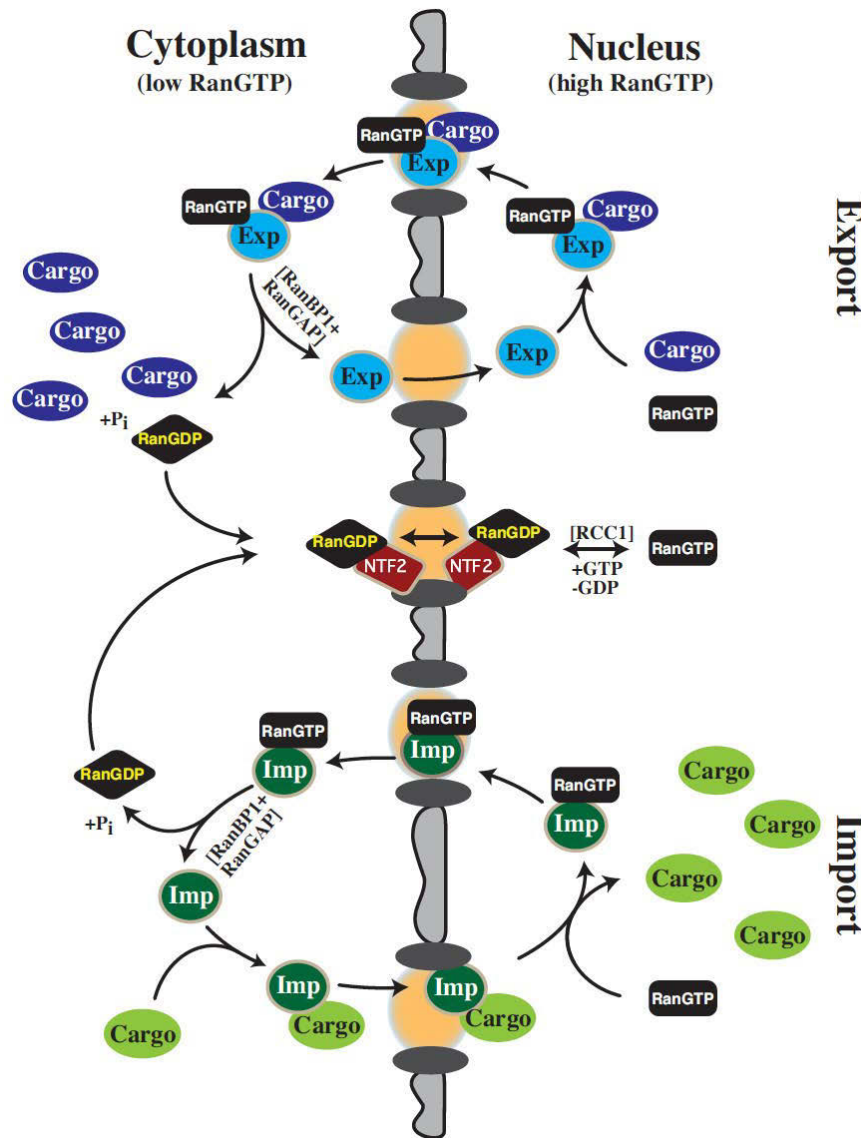 Cytoplasm
(low RanGTP)
Nucleus
(high RanGTP)
Export
RanGTP
Cargo
Exp
RanGTP
Cargo
Exp
RanGTP
Cargo
Exp
[RanBP1+
RanGAP]
Cargo
Cargo
Cargo
Cargo
Exp
Exp
Cargo
RanGTP
+Pi
RanGDP
RanGDP
NTF2
RanGDP
NTF2
[RCC1]
+GTP
-GDP
RanGTP
Import
RanGTP
Imp
RanGTP
Imp
RanGTP
Imp
RanGDP
+Pi
[RanBP1+
RanGAP]
Imp
Cargo
Cargo
Cargo
Cargo
Imp
Cargo
Imp
Cargo
Cargo
RanGTP